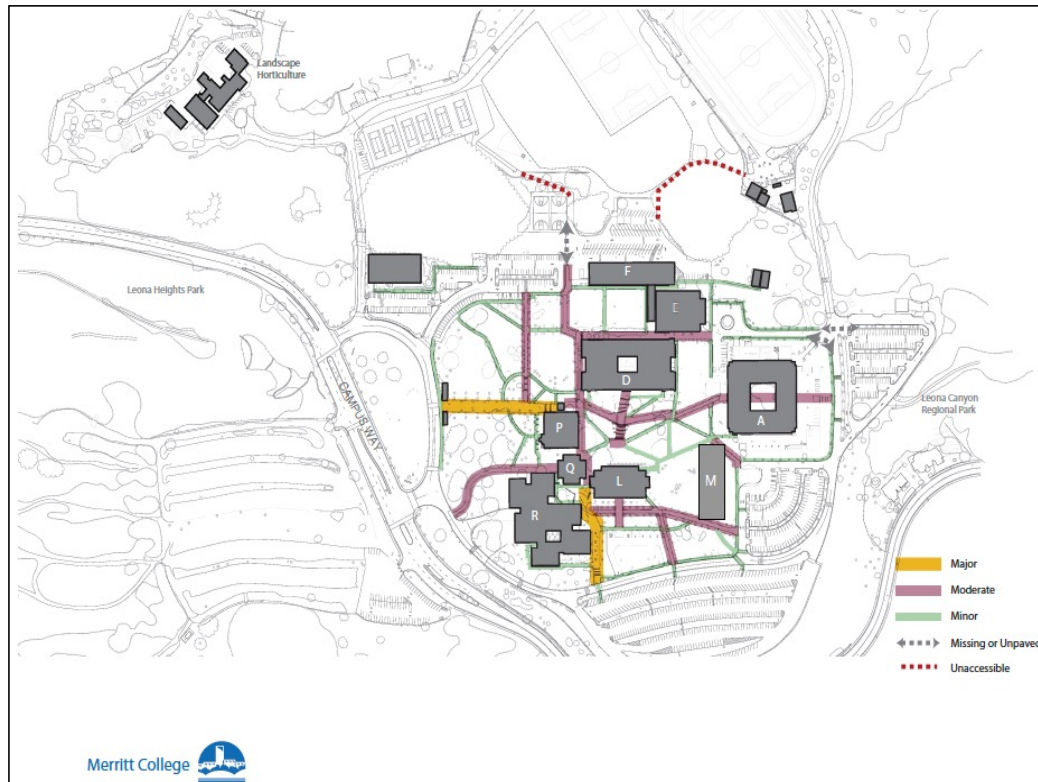 Landscape
Horticulture
Leona Heights Park
CAMPUS WAY
F
E
D
A
P
Q
L
M
R
Leona Canyon
Regional Park
Major
Moderate
Minor
Missing or Unpaved
Unaccessible
Merritt College